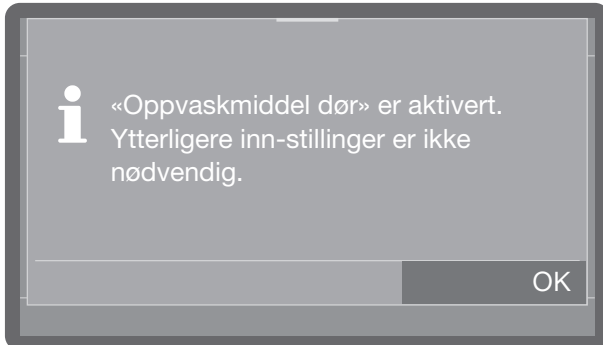 «Oppvaskmiddel dør» er aktivert.
Ytterligere inn-stillinger er ikke
nødvendig.
OK